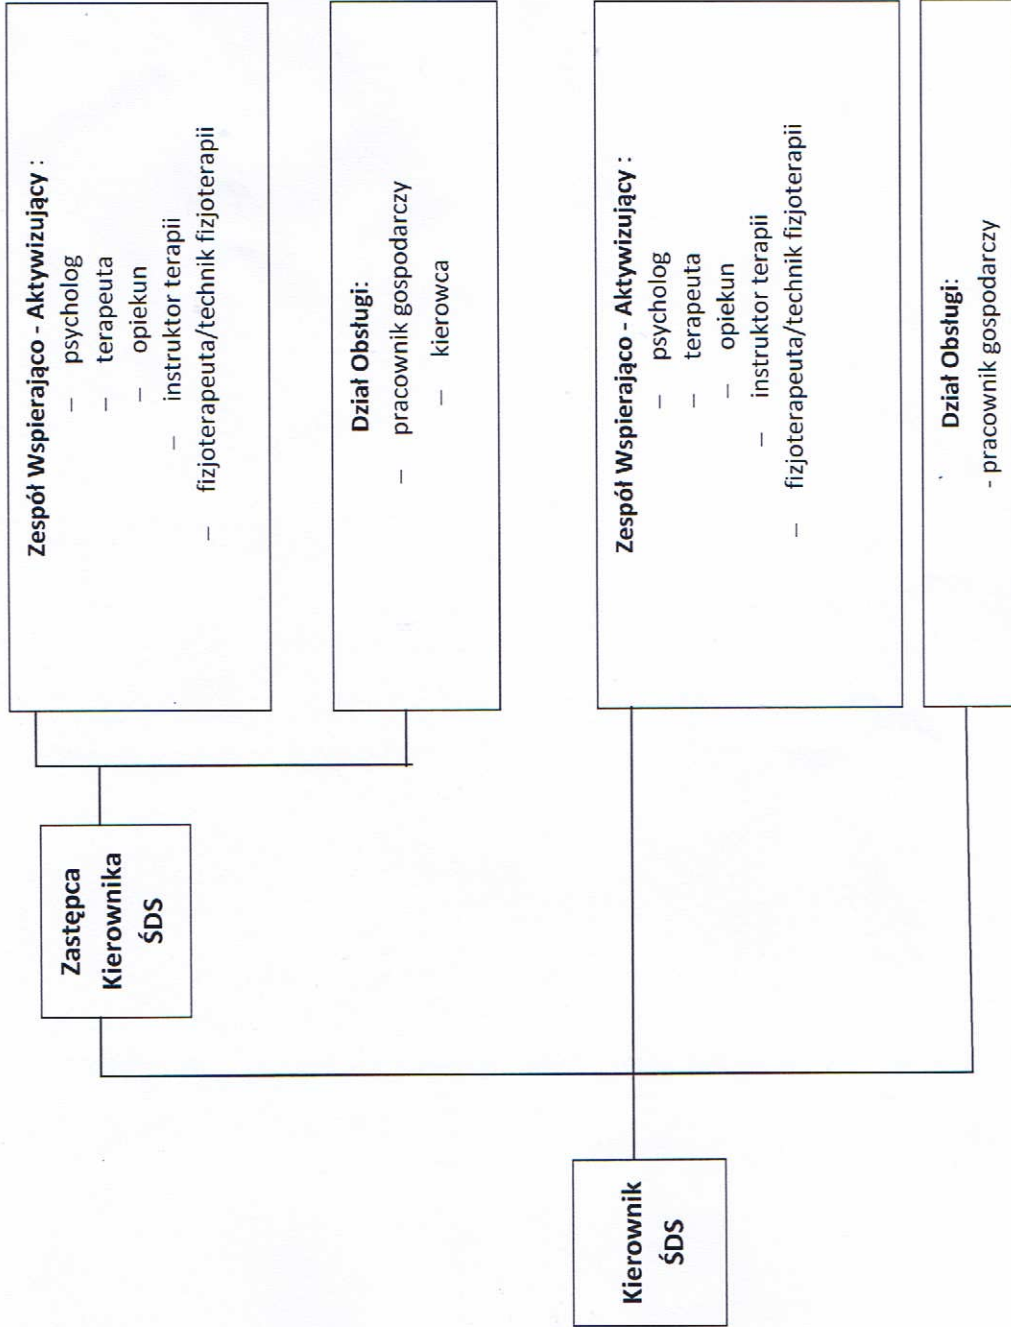 Kierownik
ŚDS
Zastępca
Kierownika
ŚDS
Zespół Wspierająco - Aktywizujący :
– psycholog
– terapeuta
– opiekun
– instruktor terapii
– fizjoterapeuta/technik fizjoterapii
Dział Obsługi:
– pracownik gospodarczy
– kierowca
Zespół Wspierająco - Aktywizujący :
– psycholog
– terapeuta
– opiekun
– instruktor terapii
– fizjoterapeuta/technik fizjoterapii
Dział Obsługi:
- pracownik gospodarczy